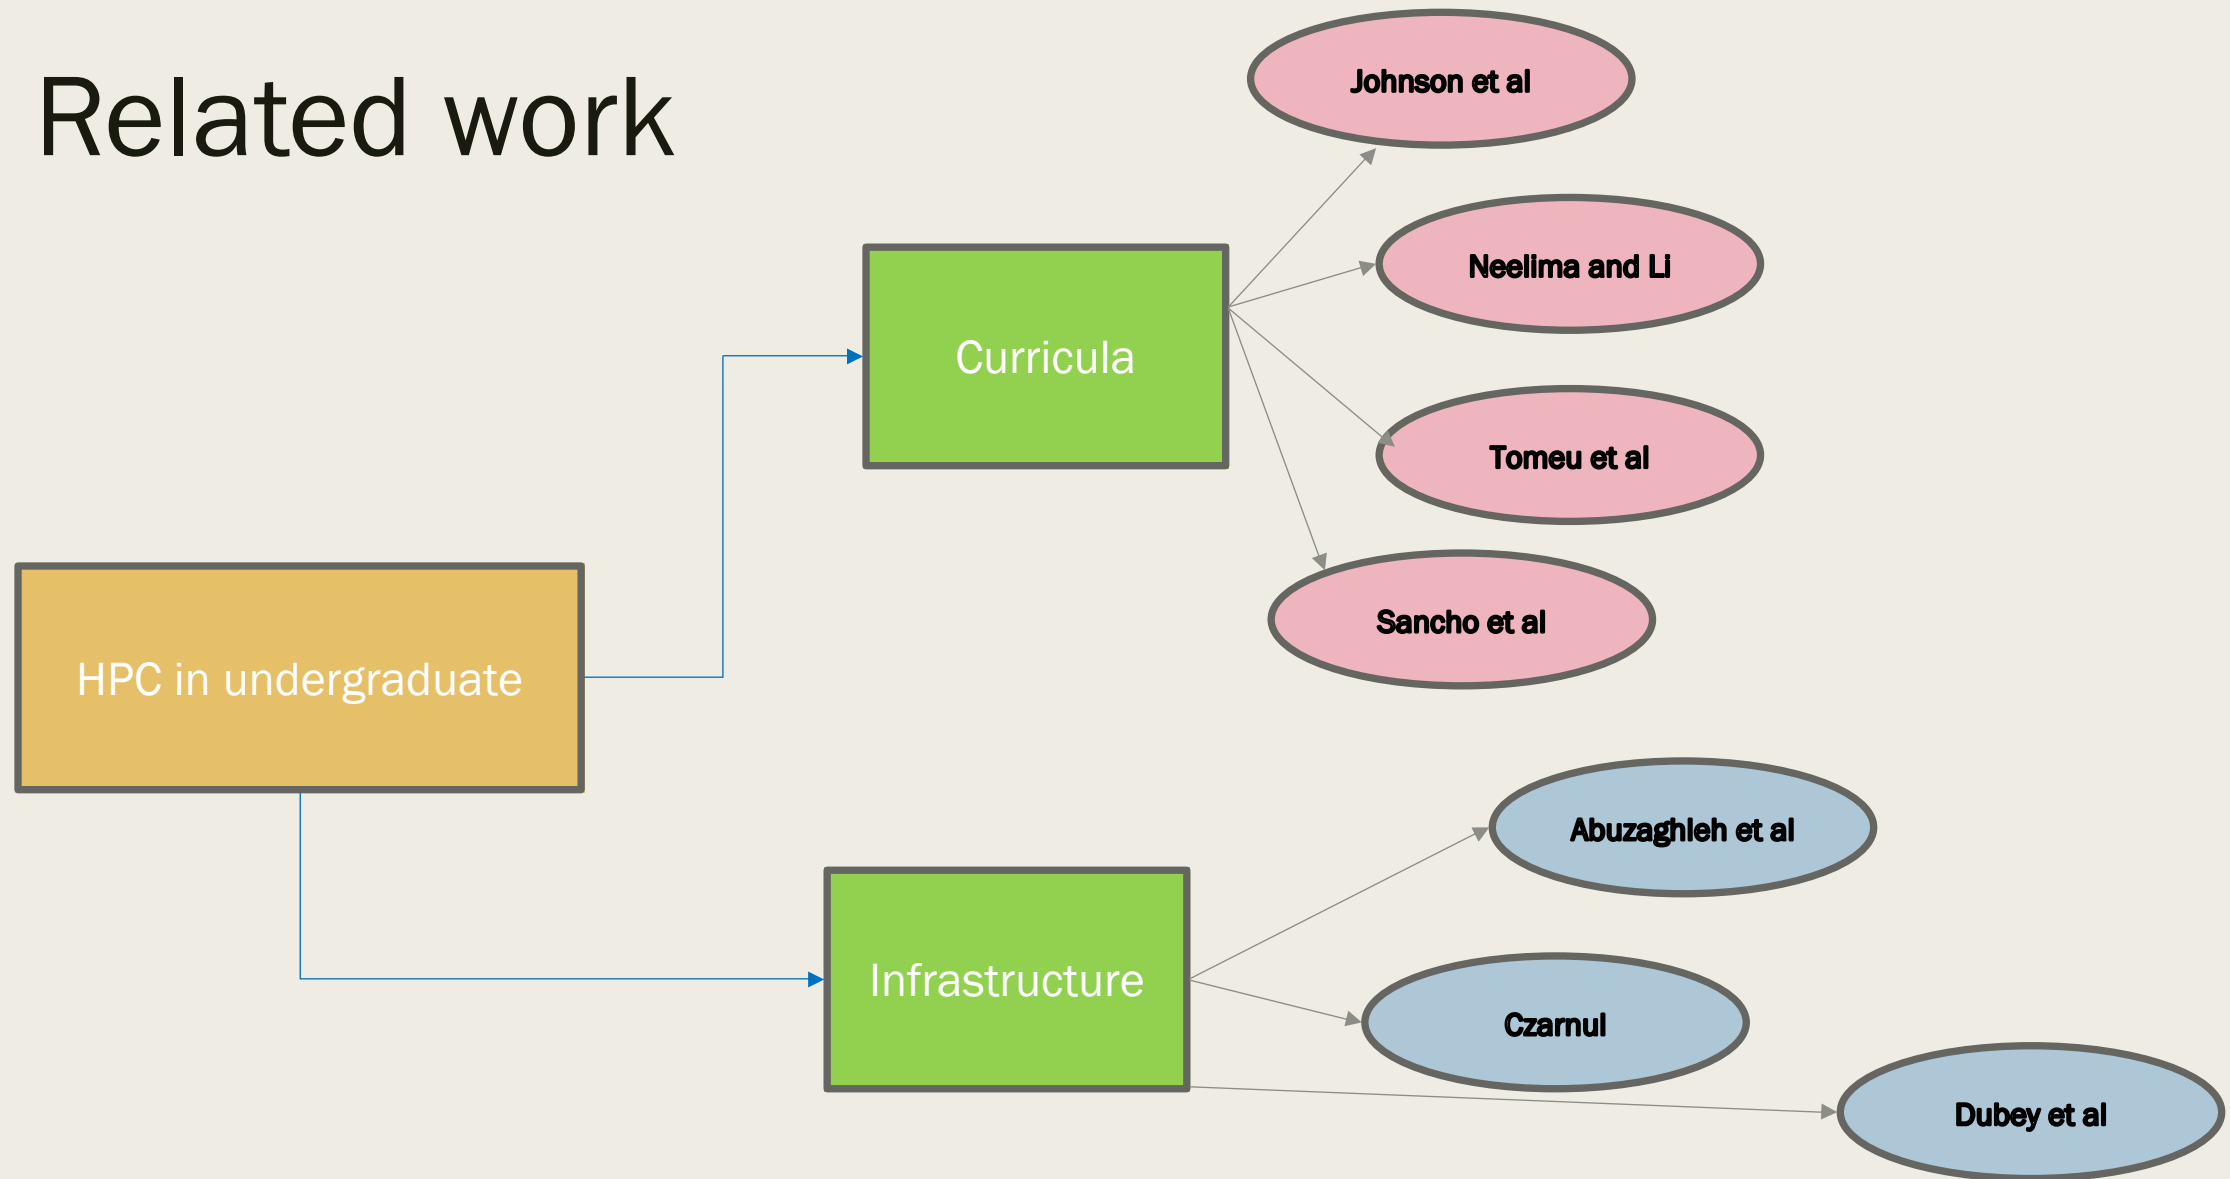 Related work
Johnson et al
Neelima and Li
Curricula
Tomeu et al
Sancho et al
HPC in undergraduate
Abuzaghleh et al
Infrastructure
Czarnul
Dubey et al